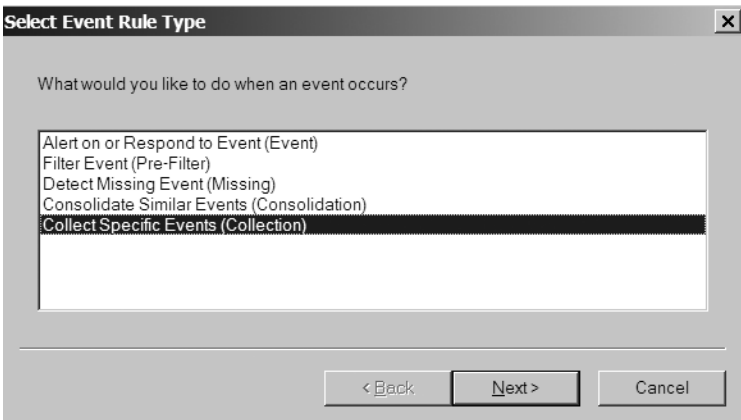 Select Event Rule Type
What would you like to do when an event occurs?
Alert on or Respond to Event (Event)
Filter Event (Pre-Filter)
Detect Missing Event (Missing)
Consolidate Similar Events (Consolidation)
Collect Specific Events (Collection)
< Back Next > Cancel